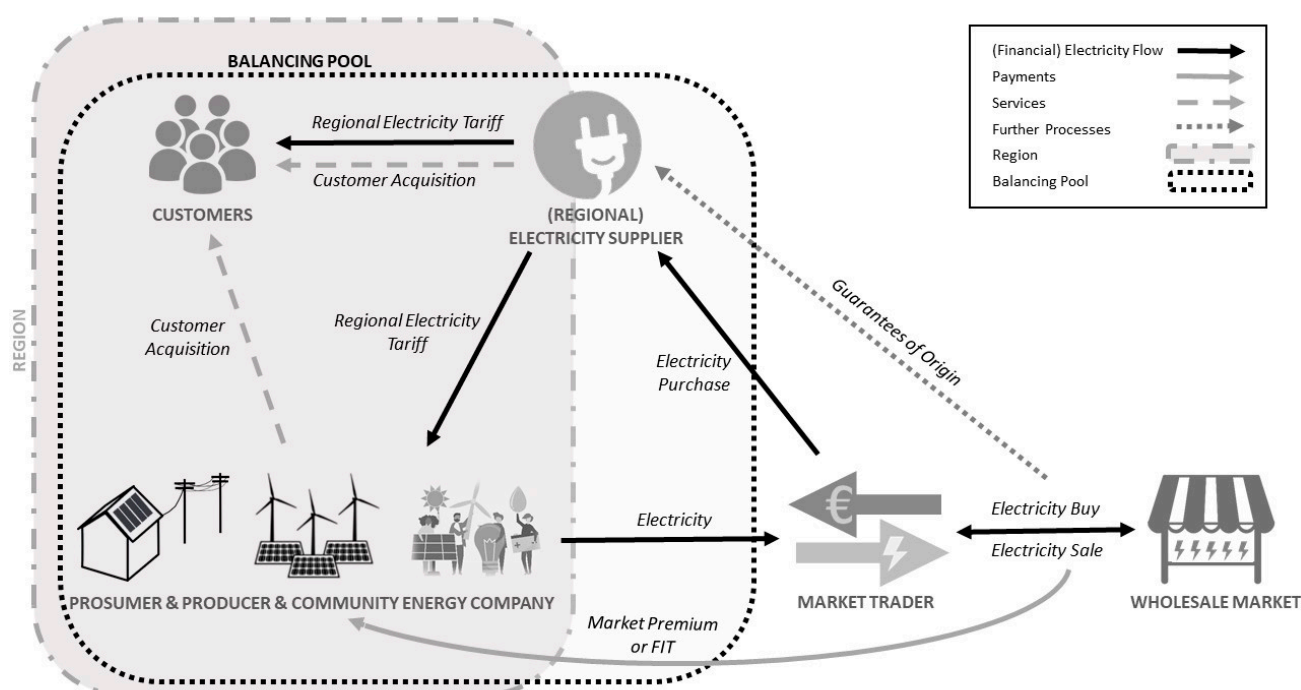 BALANCING POOL
(Financial) Electricity Flow
Payments
Services
Further Processes
Region
Balancing Pool
Regional Electricity Tariff
Customer Acquisition
CUSTOMERS
(REGIONAL)
ELECTRICITY SUPPLIER
REGION
Customer
Acquisition
Regional Electricity
Tariff
Electricity
Purchase
Guarantees of Origin
€
Electricity
Electricity Buy
Electricity Sale
PROSUMER & PRODUCER & COMMUNITY ENERGY COMPANY
MARKET TRADER
WHOLESALE MARKET
Market Premium
or FIT